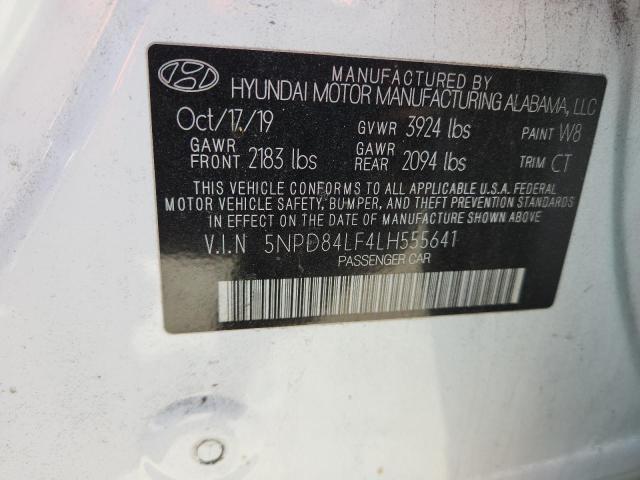 MANUFACTURED BY
HYUNDAI MOTOR MANUFACTURING ALABAMA, LLC
Oct/17/19 GVWR 3924 lbs PAINT W8
GAWR FRONT 2183 lbs GAWR REAR 2094 lbs TRIM CT
THIS VEHICLE CONFORMS TO ALL APPLICABLE U.S.A. FEDERAL
MOTOR VEHICLE SAFETY, BUMPER, AND THEFT PREVENTION STANDARDS
IN EFFECT ON THE DATE OF MANUFACTURE SHOWN ABOVE.
V.I.N 5NPD84LF4LH555641
PASSENGER CAR